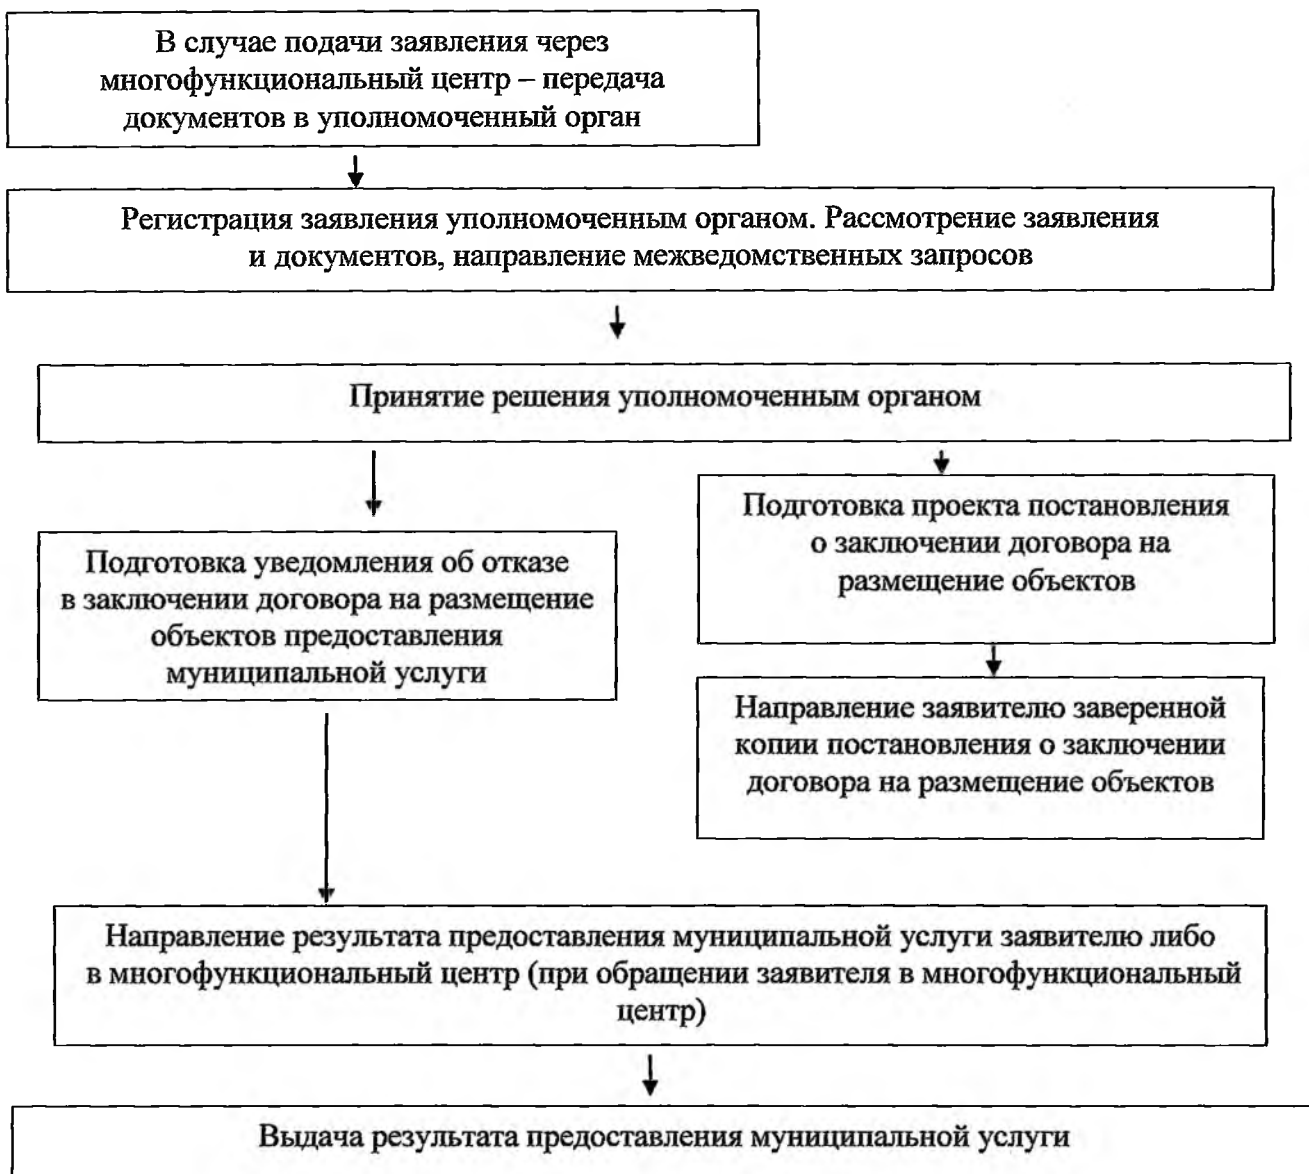 В случае подачи заявления через
многофункциональный центр – передача
документов в уполномоченный орган
Регистрация заявления уполномоченным органом. Рассмотрение заявления
и документов, направление межведомственных запросов
Принятие решения уполномоченным органом
Подготовка уведомления об отказе
в заключении договора на размещение
объектов предоставления
муниципальной услуги
Подготовка проекта постановления
о заключении договора на
размещение объектов
Направление заявителю заверенной
копии постановления о заключении
договора на размещение объектов
Направление результата предоставления муниципальной услуги заявителю либо
в многофункциональный центр (при обращении заявителя в многофункциональный
центр)
Выдача результата предоставления муниципальной услуги